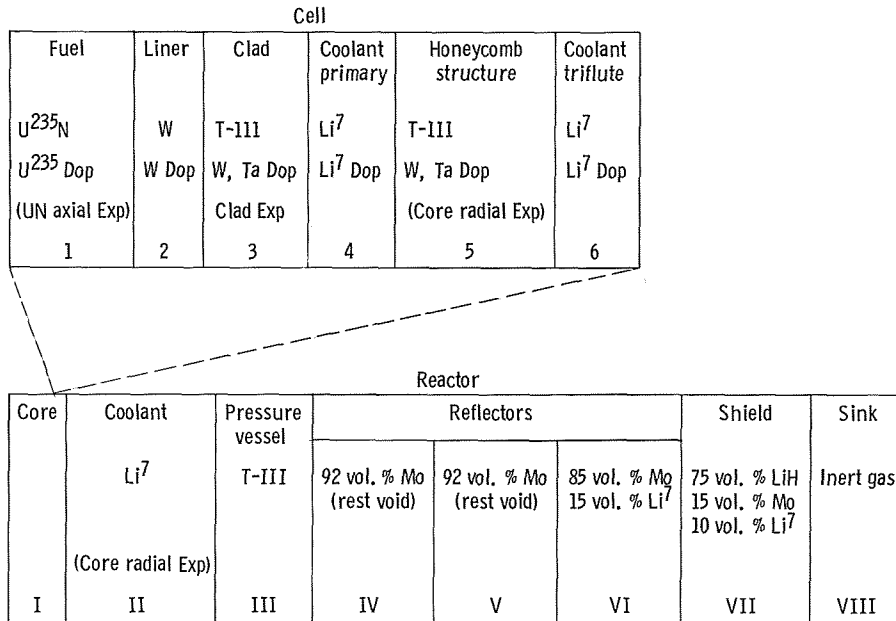 Cell
Fuel Liner Clad Coolant primary Honeycomb structure Coolant triflute
U²³⁵N W T-III Li⁷ T-III Li⁷
U²³⁵ Dop W Dop W, Ta Dop Li⁷ Dop W, Ta Dop Li⁷ Dop
(UN axial Exp) Clad Exp (Core radial Exp)
1 2 3 4 5 6
Reactor
Core Coolant Pressure vessel Reflectors Shield Sink
Li⁷ T-III 92 vol. % Mo 92 vol. % Mo 85 vol. % Mo 75 vol. % LiH Inert gas
(rest void) (rest void) 15 vol. % Li⁷ 15 vol. % Mo
10 vol. % Li⁷
(Core radial Exp)
I II III IV V VI VII VIII